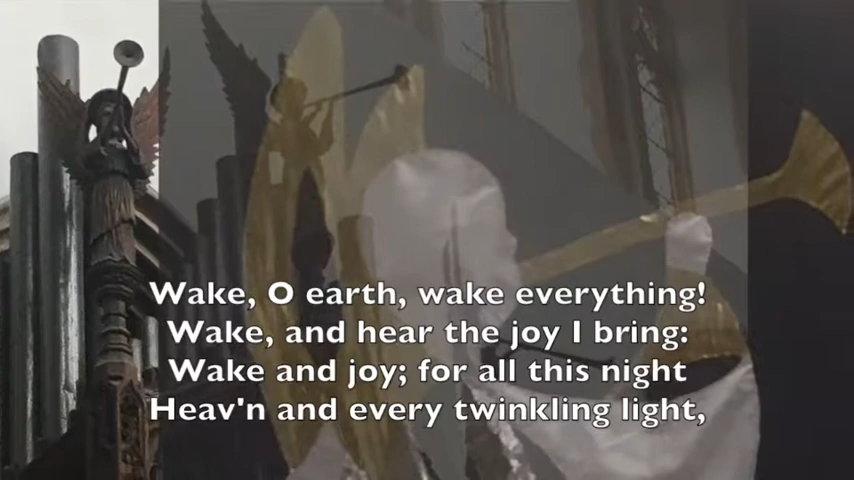 Wake, O earth, wake everything!
Wake, and hear the joy I bring:
Wake and joy; for all this night
Heav'n and every twinkling light,